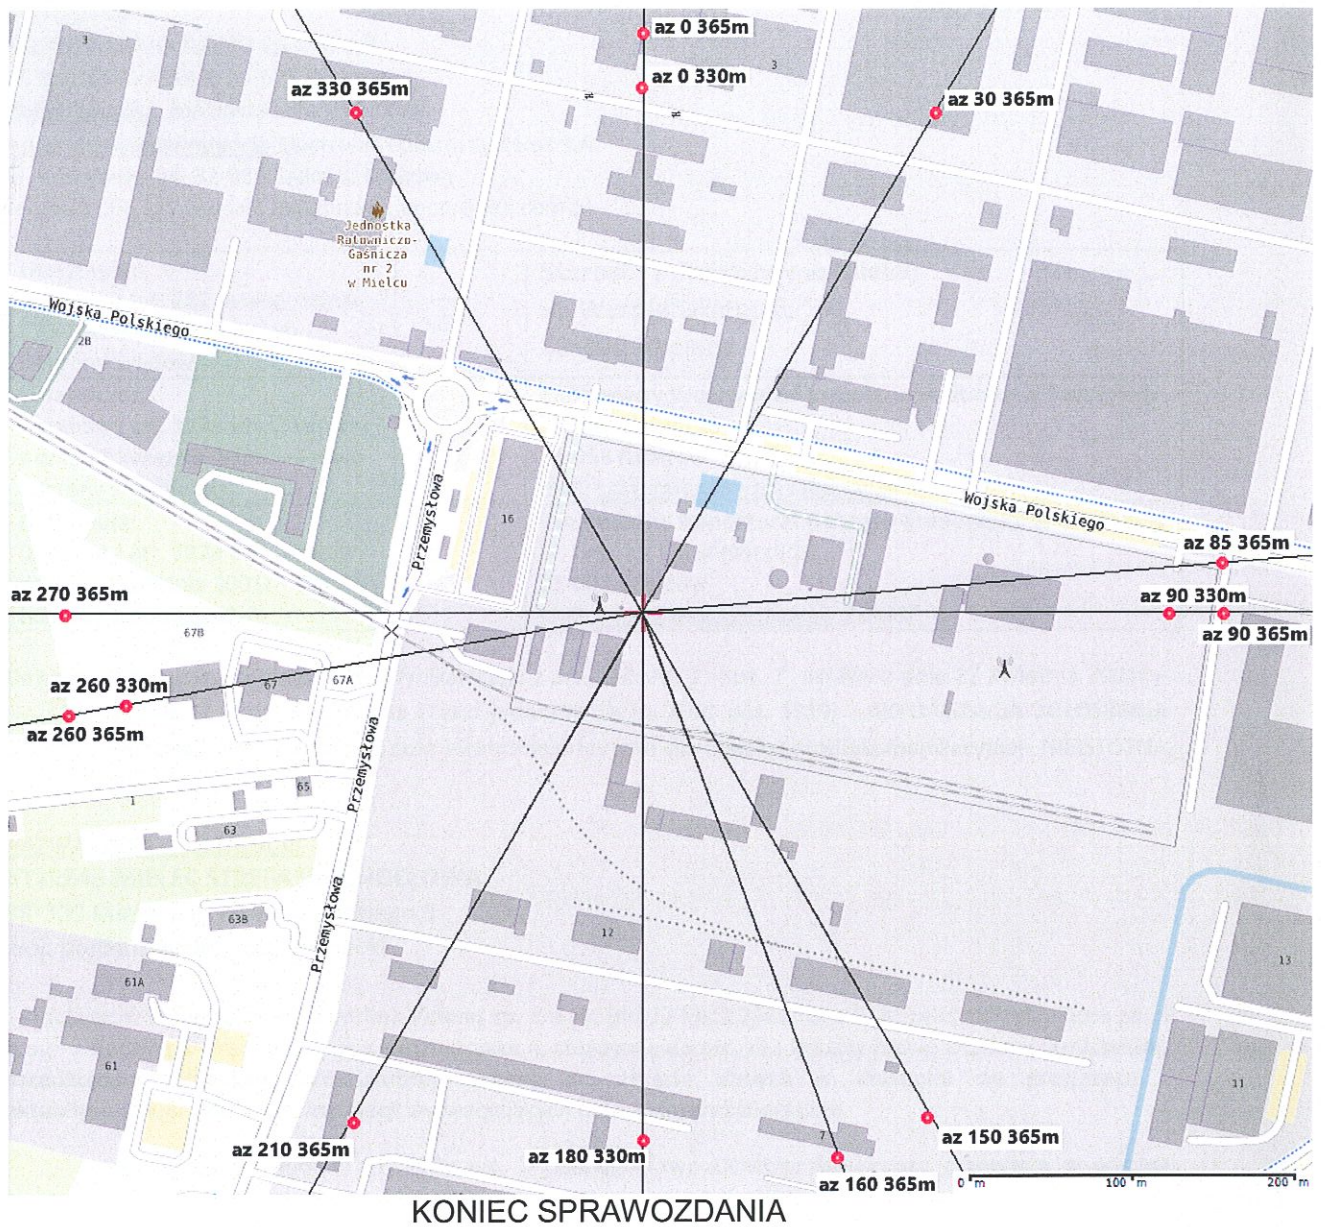 az 0 365m
3
3
az 0 330m
az 330 365m
az 30 365m
Jednostka
Ratowniczo-
Gaśnicza
nr 2
w Mielcu
Wojska Polskiego
2B
Przemysłowa
16
Wojska Polskiego
az 85 365m
az 270 365m
az 90 330m
67B
az 90 365m
67A
67
az 260 330m
az 260 365m
Przemysłowa
65
1
63
63B
Przemysłowa
12
13
61A
61
11
7
az 210 365m
az 180 330m
az 150 365m
az 160 365m
0 m
100 m
200 m
KONIEC SPRAWOZDANIA